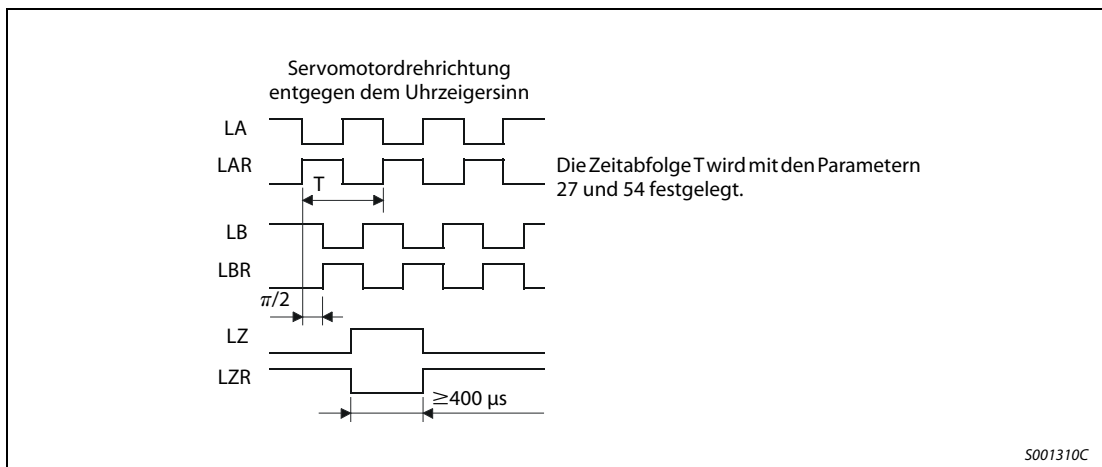 Servomotordrehrichtung
entgegen dem Uhrzeigersinn
LA
LAR
Die Zeitabfolge T wird mit den Parametern
27 und 54 festgelegt.
T
LB
LBR
π/2
LZ
LZR
≥400 µs
S001310C